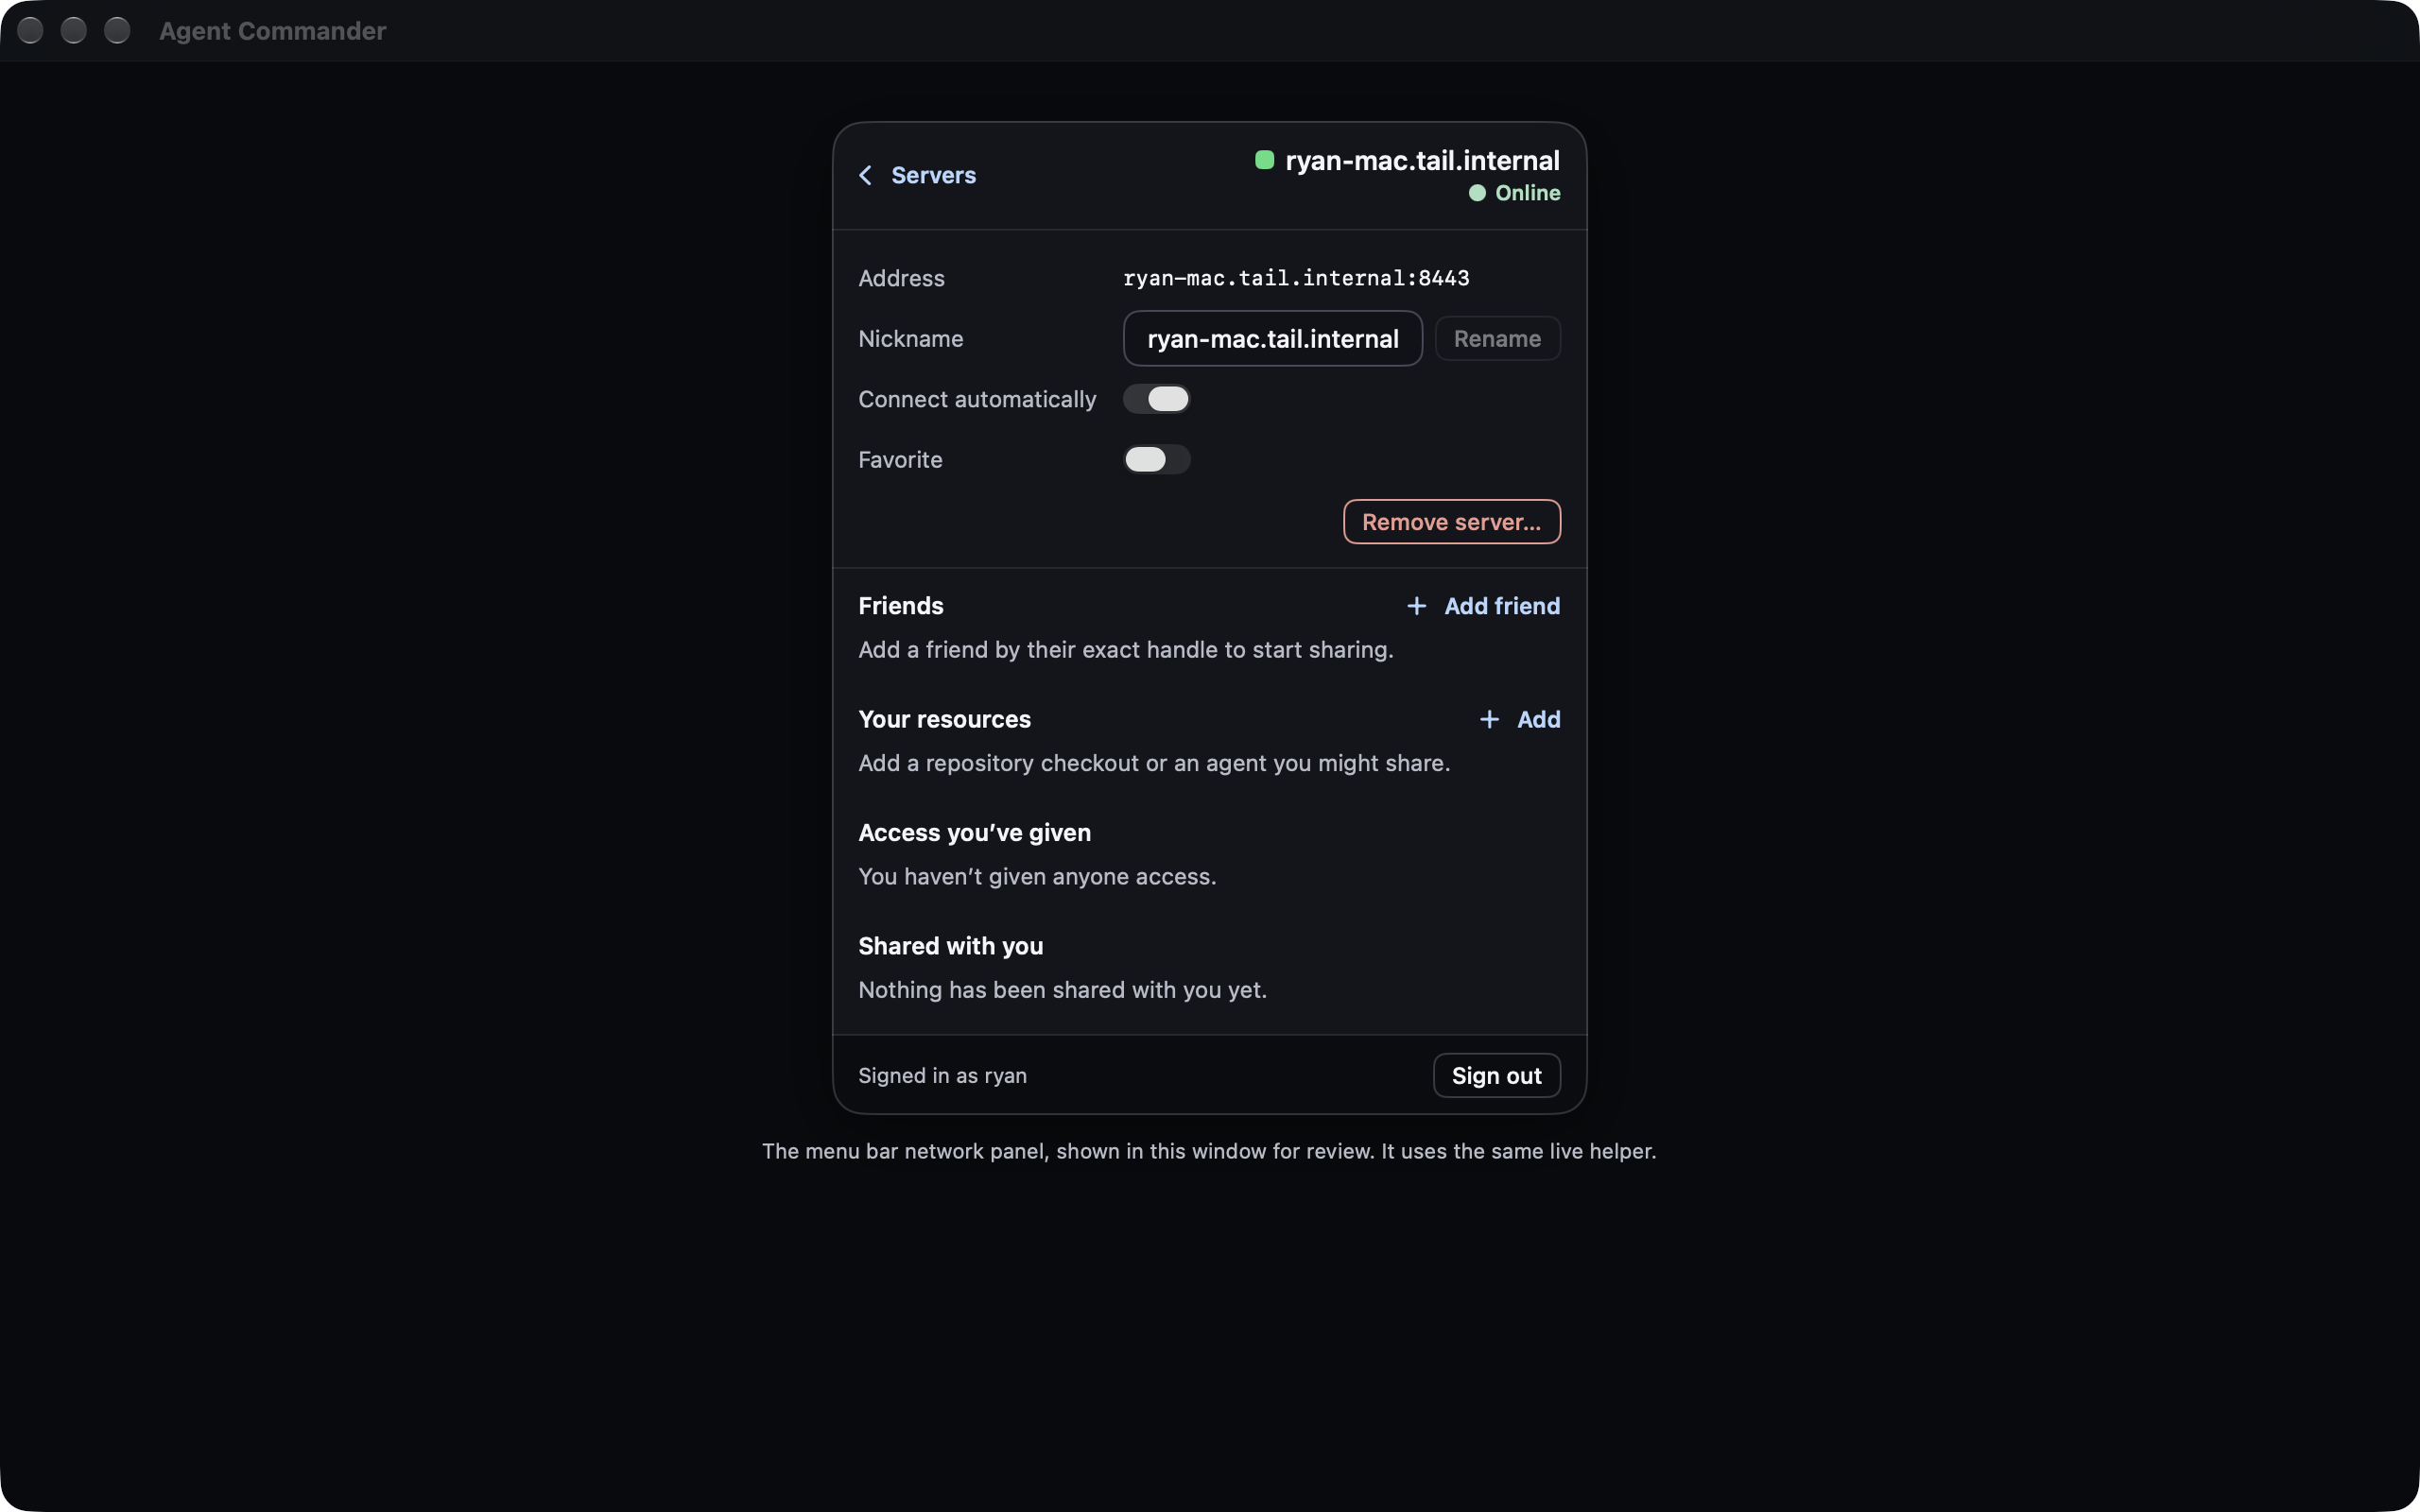 Agent Commander
Servers
ryan-mac.tail.internal
Online
Address ryan-mac.tail.internal:8443
Nickname ryan-mac.tail.internal Rename
Connect automatically
Favorite
Remove server...
Friends + Add friend
Add a friend by their exact handle to start sharing.
Your resources + Add
Add a repository checkout or an agent you might share.
Access you’ve given
You haven’t given anyone access.
Shared with you
Nothing has been shared with you yet.
Signed in as ryan Sign out
The menu bar network panel, shown in this window for review. It uses the same live helper.